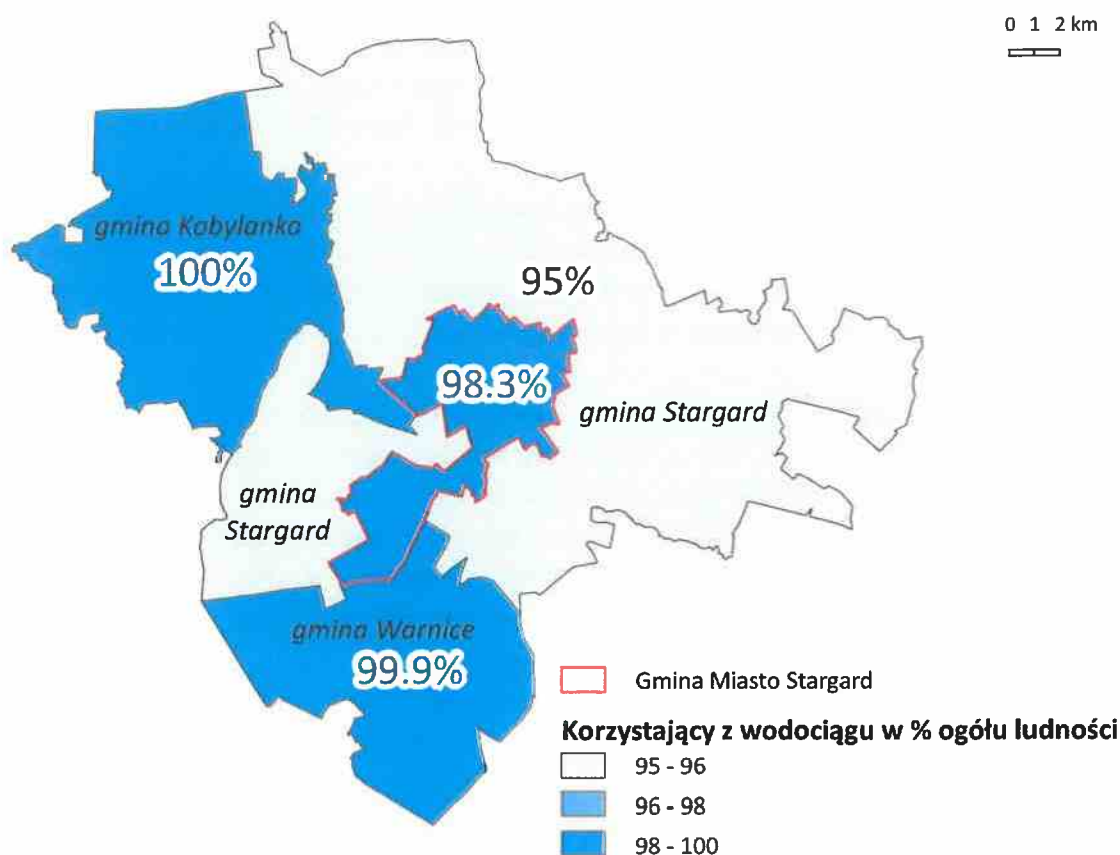 0 1 2 km
gmina Kobylanka
100%
95%
98.3%
gmina Stargard
gmina
Stargard
gmina Warnice
99.9%
Gmina Miasto Stargard
Korzystający z wodociągu w % ogółu ludności
95 - 96
96 - 98
98 - 100